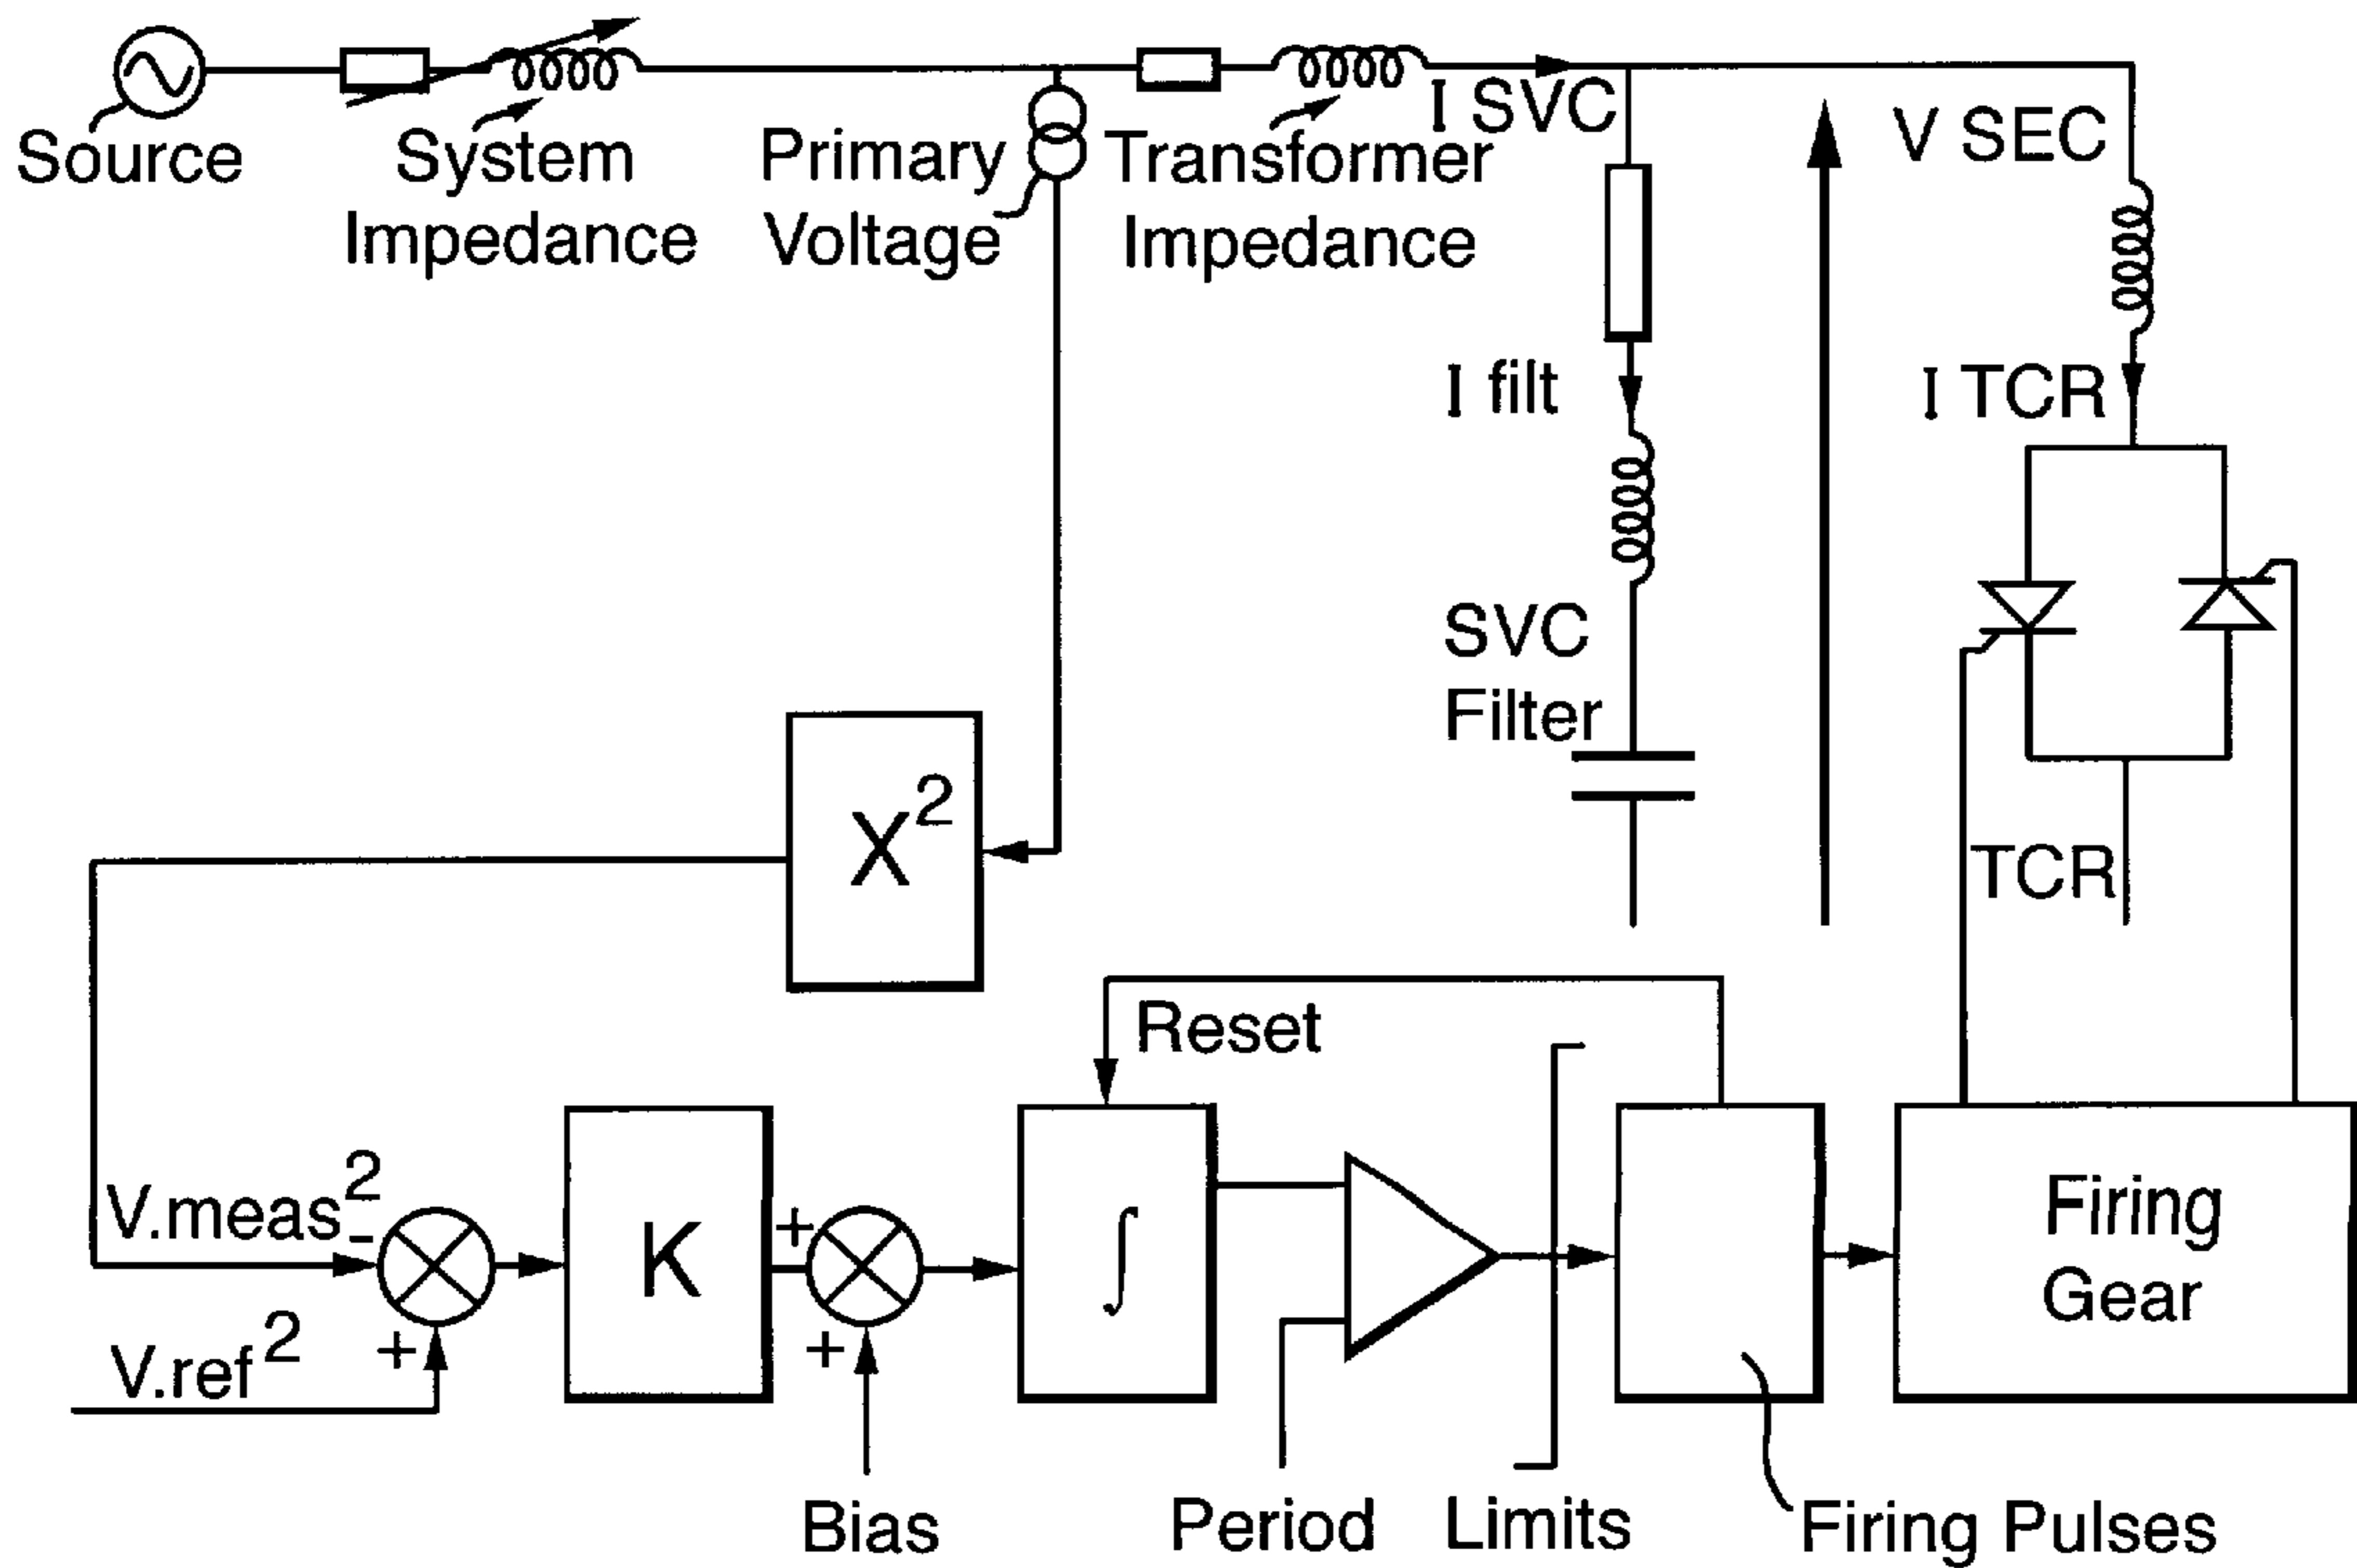 Source
System
Impedance
Primary
Voltage
Transformer
Impedance
I SVC
V SEC
I filt
I TCR
SVC
Filter
X²
TCR
Reset
V.meas²
-
K
+
∫
Firing
Gear
V.ref²
+
+
Bias
Period
Limits
Firing Pulses